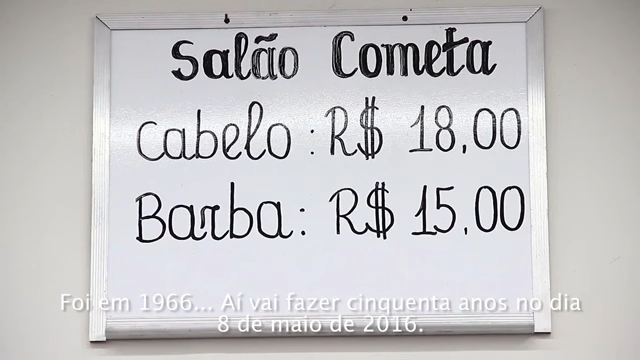 Salão Cometa
Cabelo : R$ 18,00
Barba: R$ 15,00
Foi em 1966... Aí vai fazer cinquenta anos no dia
8 de maio de 2016.